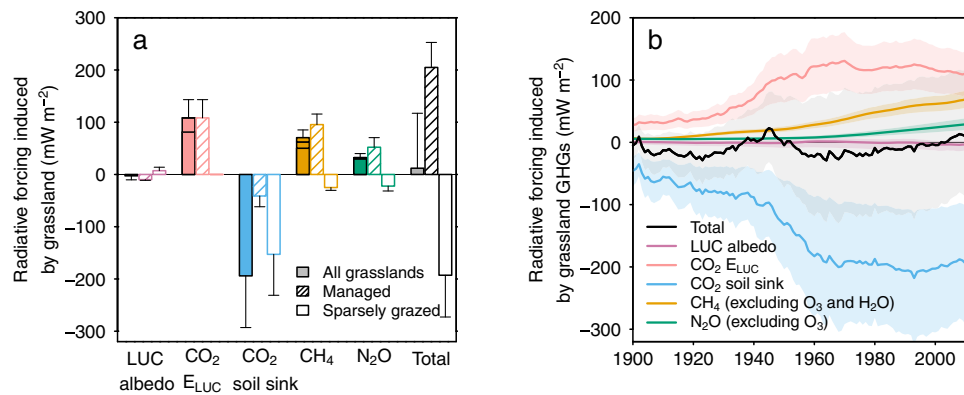 a
Radiative forcing induced
by grassland (mW m−2)
300
200
100
0
−100
−200
−300
All grasslands
Managed
Sparsely grazed
LUC
albedo
CO2
ELUC
CO2
soil sink
CH4
N2O
Total
b
Radiative forcing induced
by grassland GHGs (mW m−2)
200
100
0
−100
−200
−300
Total
LUC albedo
CO2 ELUC
CO2 soil sink
CH4 (excluding O3 and H2O)
N2O (excluding O3)
1900 1920 1940 1960 1980 2000